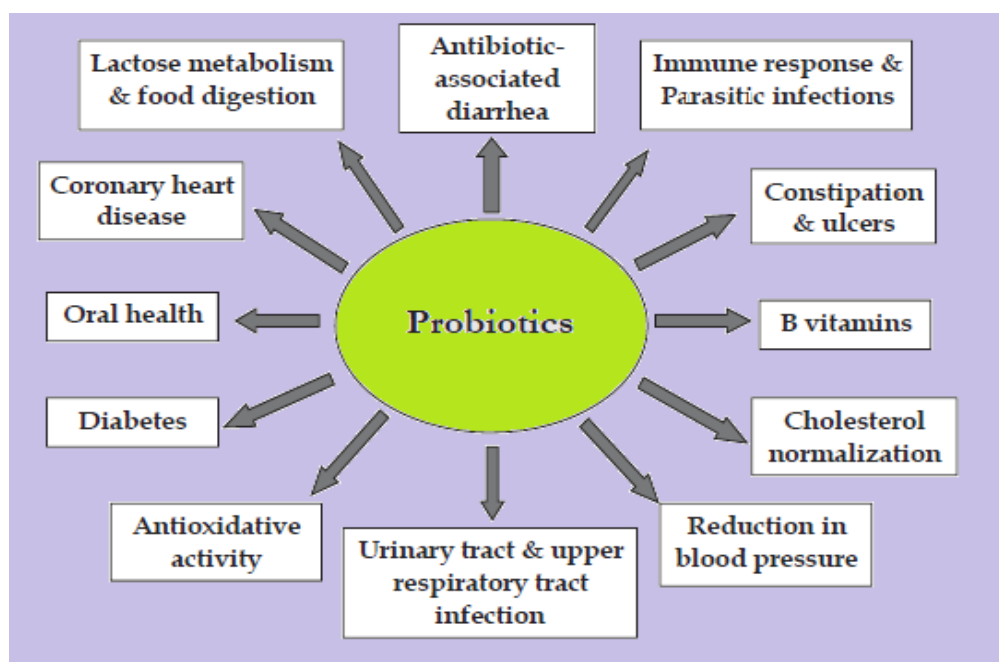 Lactose metabolism
& food digestion
Antibiotic-
associated
diarrhea
Immune response &
Parasitic infections
Coronary heart
disease
Constipation
& ulcers
Oral health
Probiotics
B vitamins
Diabetes
Cholesterol
normalization
Antioxidative
activity
Urinary tract & upper
respiratory tract
infection
Reduction in
blood pressure